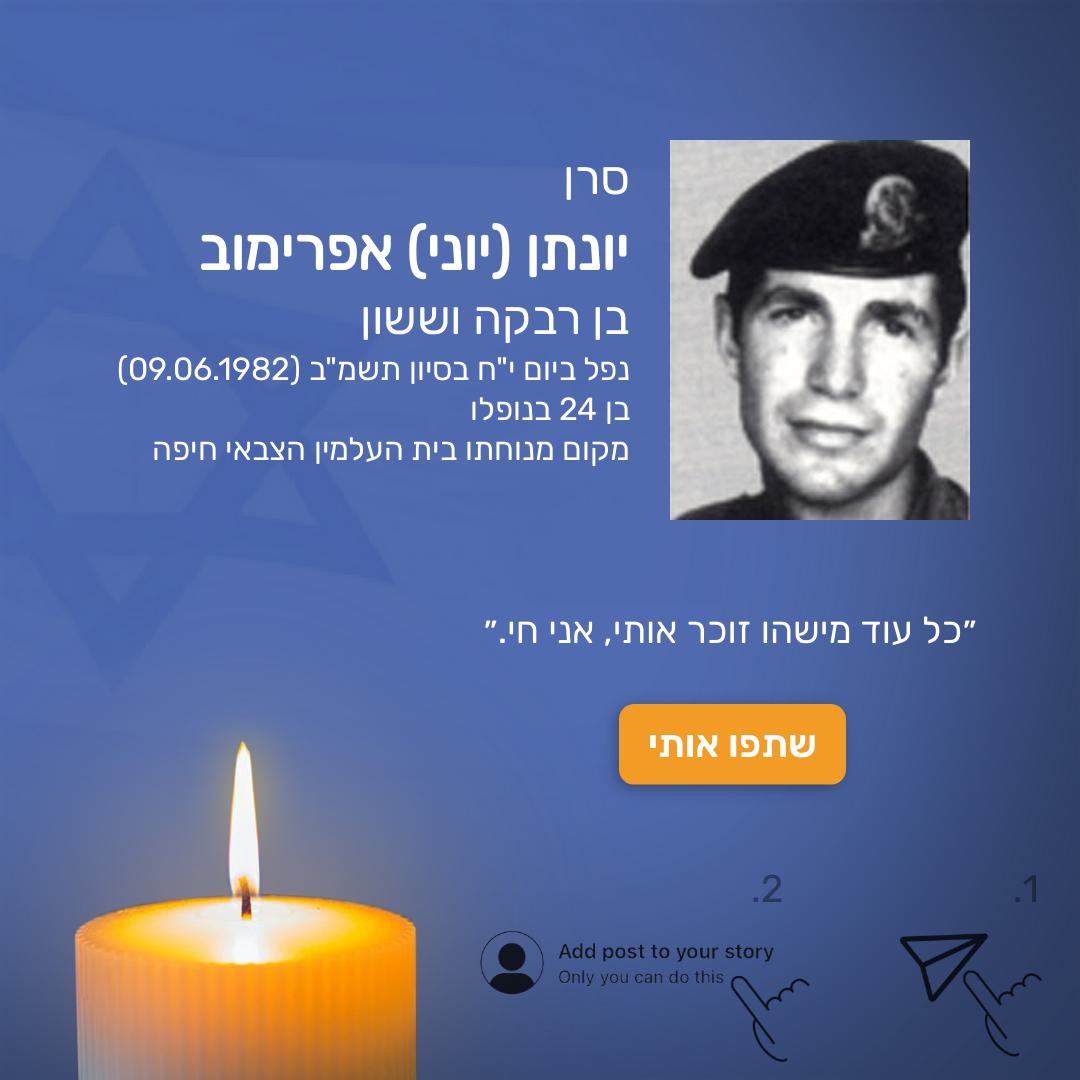 סרן
יונתן (יוני) אפרימוב
בן רבקה וששון
נפל ביום י"ח בסיון תשמ"ב (09.06.1982)
בן 24 בנופלו
מקום מנוחתו בית העלמין הצבאי חיפה
״כל עוד מישהו זוכר אותי, אני חי.״
שתפו אותי
1.
2.
Add post to your story
Only you can do this